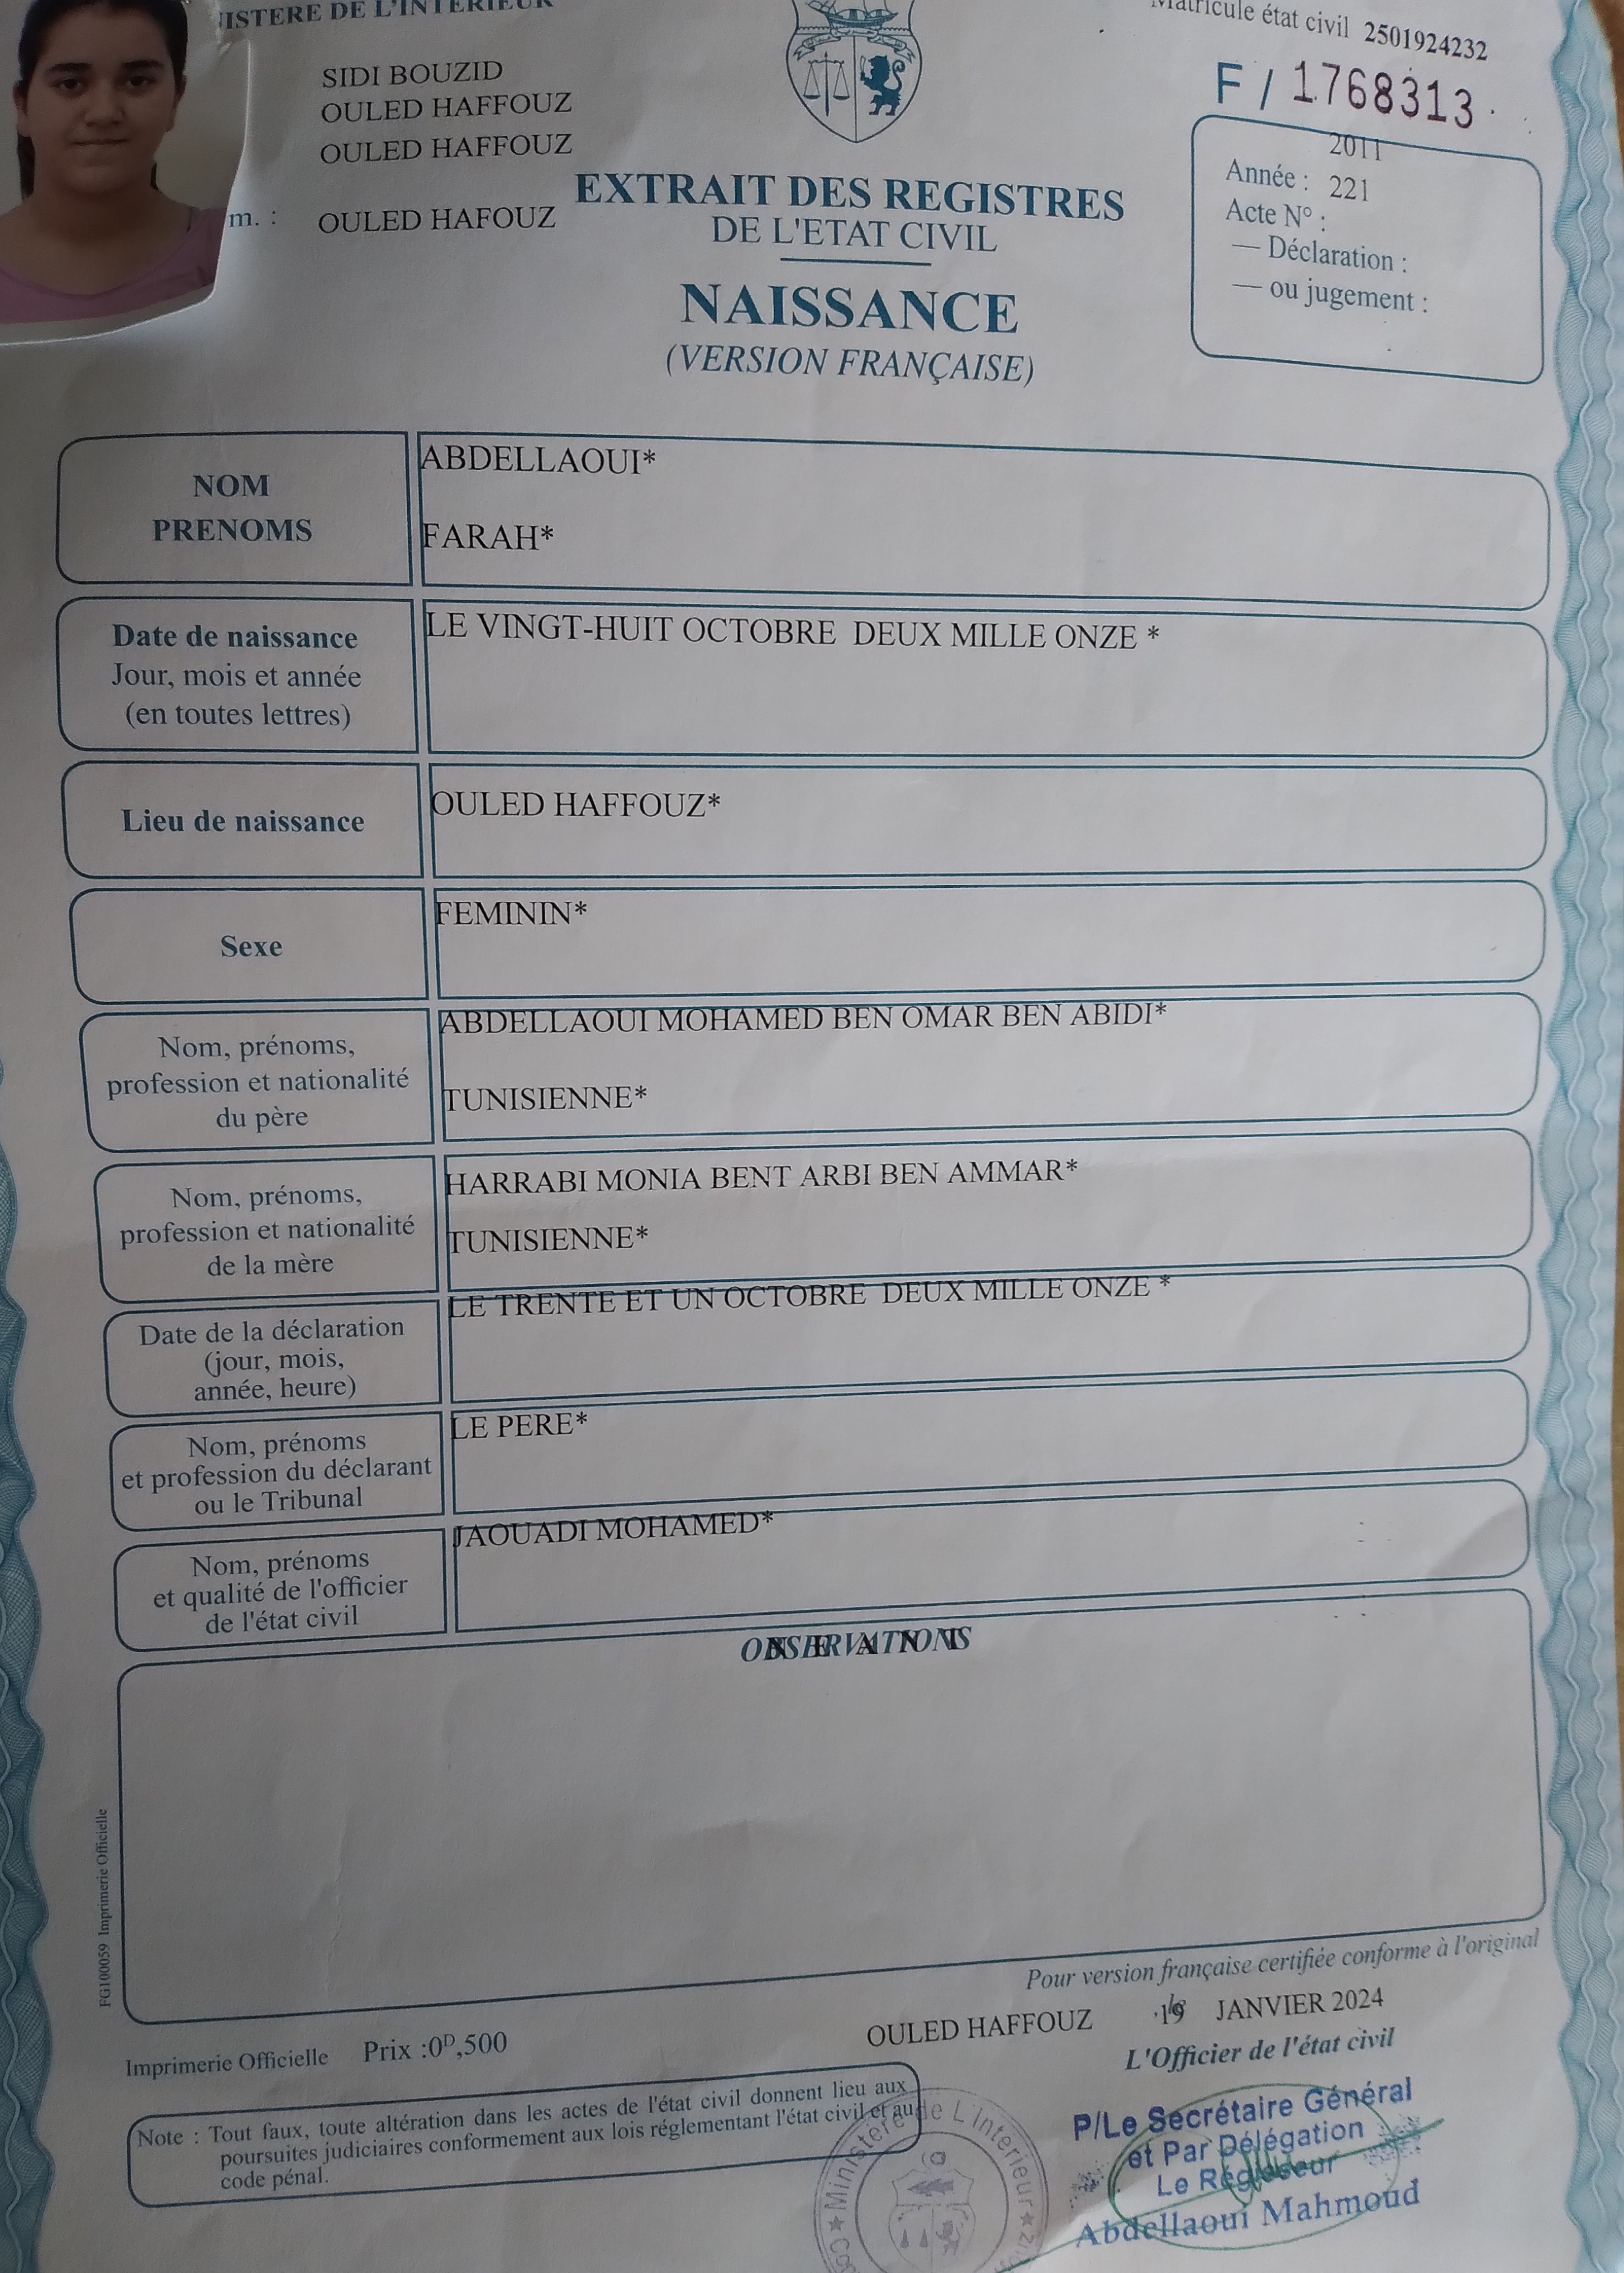 MINISTERE DE L'INTERIEUR
Matricule état civil 2501924232
F / 1768313
SIDI BOUZID
OULED HAFFOUZ
OULED HAFFOUZ
m. : OULED HAFOUZ
EXTRAIT DES REGISTRES
DE L'ETAT CIVIL
NAISSANCE
(VERSION FRANÇAISE)
2011
Année : 221
Acte N° :
— Déclaration :
— ou jugement :
NOM
PRENOMS
ABDELLAOUI*
FARAH*
Date de naissance
Jour, mois et année
(en toutes lettres)
LE VINGT-HUIT OCTOBRE DEUX MILLE ONZE *
Lieu de naissance
OULED HAFFOUZ*
Sexe
FEMININ*
Nom, prénoms,
profession et nationalité
du père
ABDELLAOUI MOHAMED BEN OMAR BEN ABIDI*
TUNISIENNE*
Nom, prénoms,
profession et nationalité
de la mère
HARRABI MONIA BENT ARBI BEN AMMAR*
TUNISIENNE*
Date de la déclaration
(jour, mois,
année, heure)
LE TRENTE ET UN OCTOBRE DEUX MILLE ONZE *
Nom, prénoms
et profession du déclarant
ou le Tribunal
LE PERE*
Nom, prénoms
et qualité de l'officier
de l'état civil
JAOUADI MOHAMED*
OBSERVATIONS
N E A N T
FG100059 Imprimerie Officielle
Pour version française certifiée conforme à l'original
OULED HAFFOUZ JANVIER 2024
L'Officier de l'état civil
Imprimerie Officielle Prix :0ᴰ,500
Note : Tout faux, toute altération dans les actes de l'état civil donnent lieu aux
poursuites judiciaires conformement aux lois réglementant l'état civil et au
code pénal.
Ministère de L'Interieur
P/Le Secrétaire Général
et Par Délégation
Le Régisseur
Abdellaoui Mahmoud